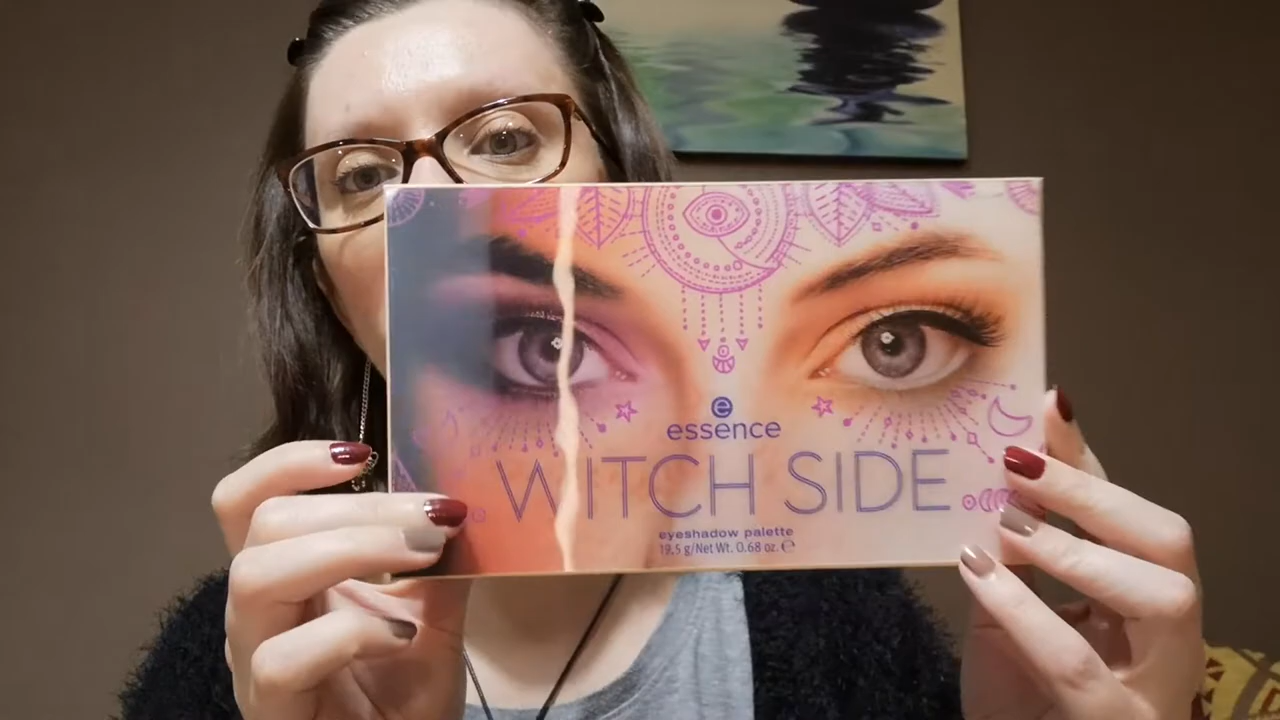 e
essence
WITCH SIDE
eyeshadow palette
19,5 g/Net Wt. 0.68 oz. ℮